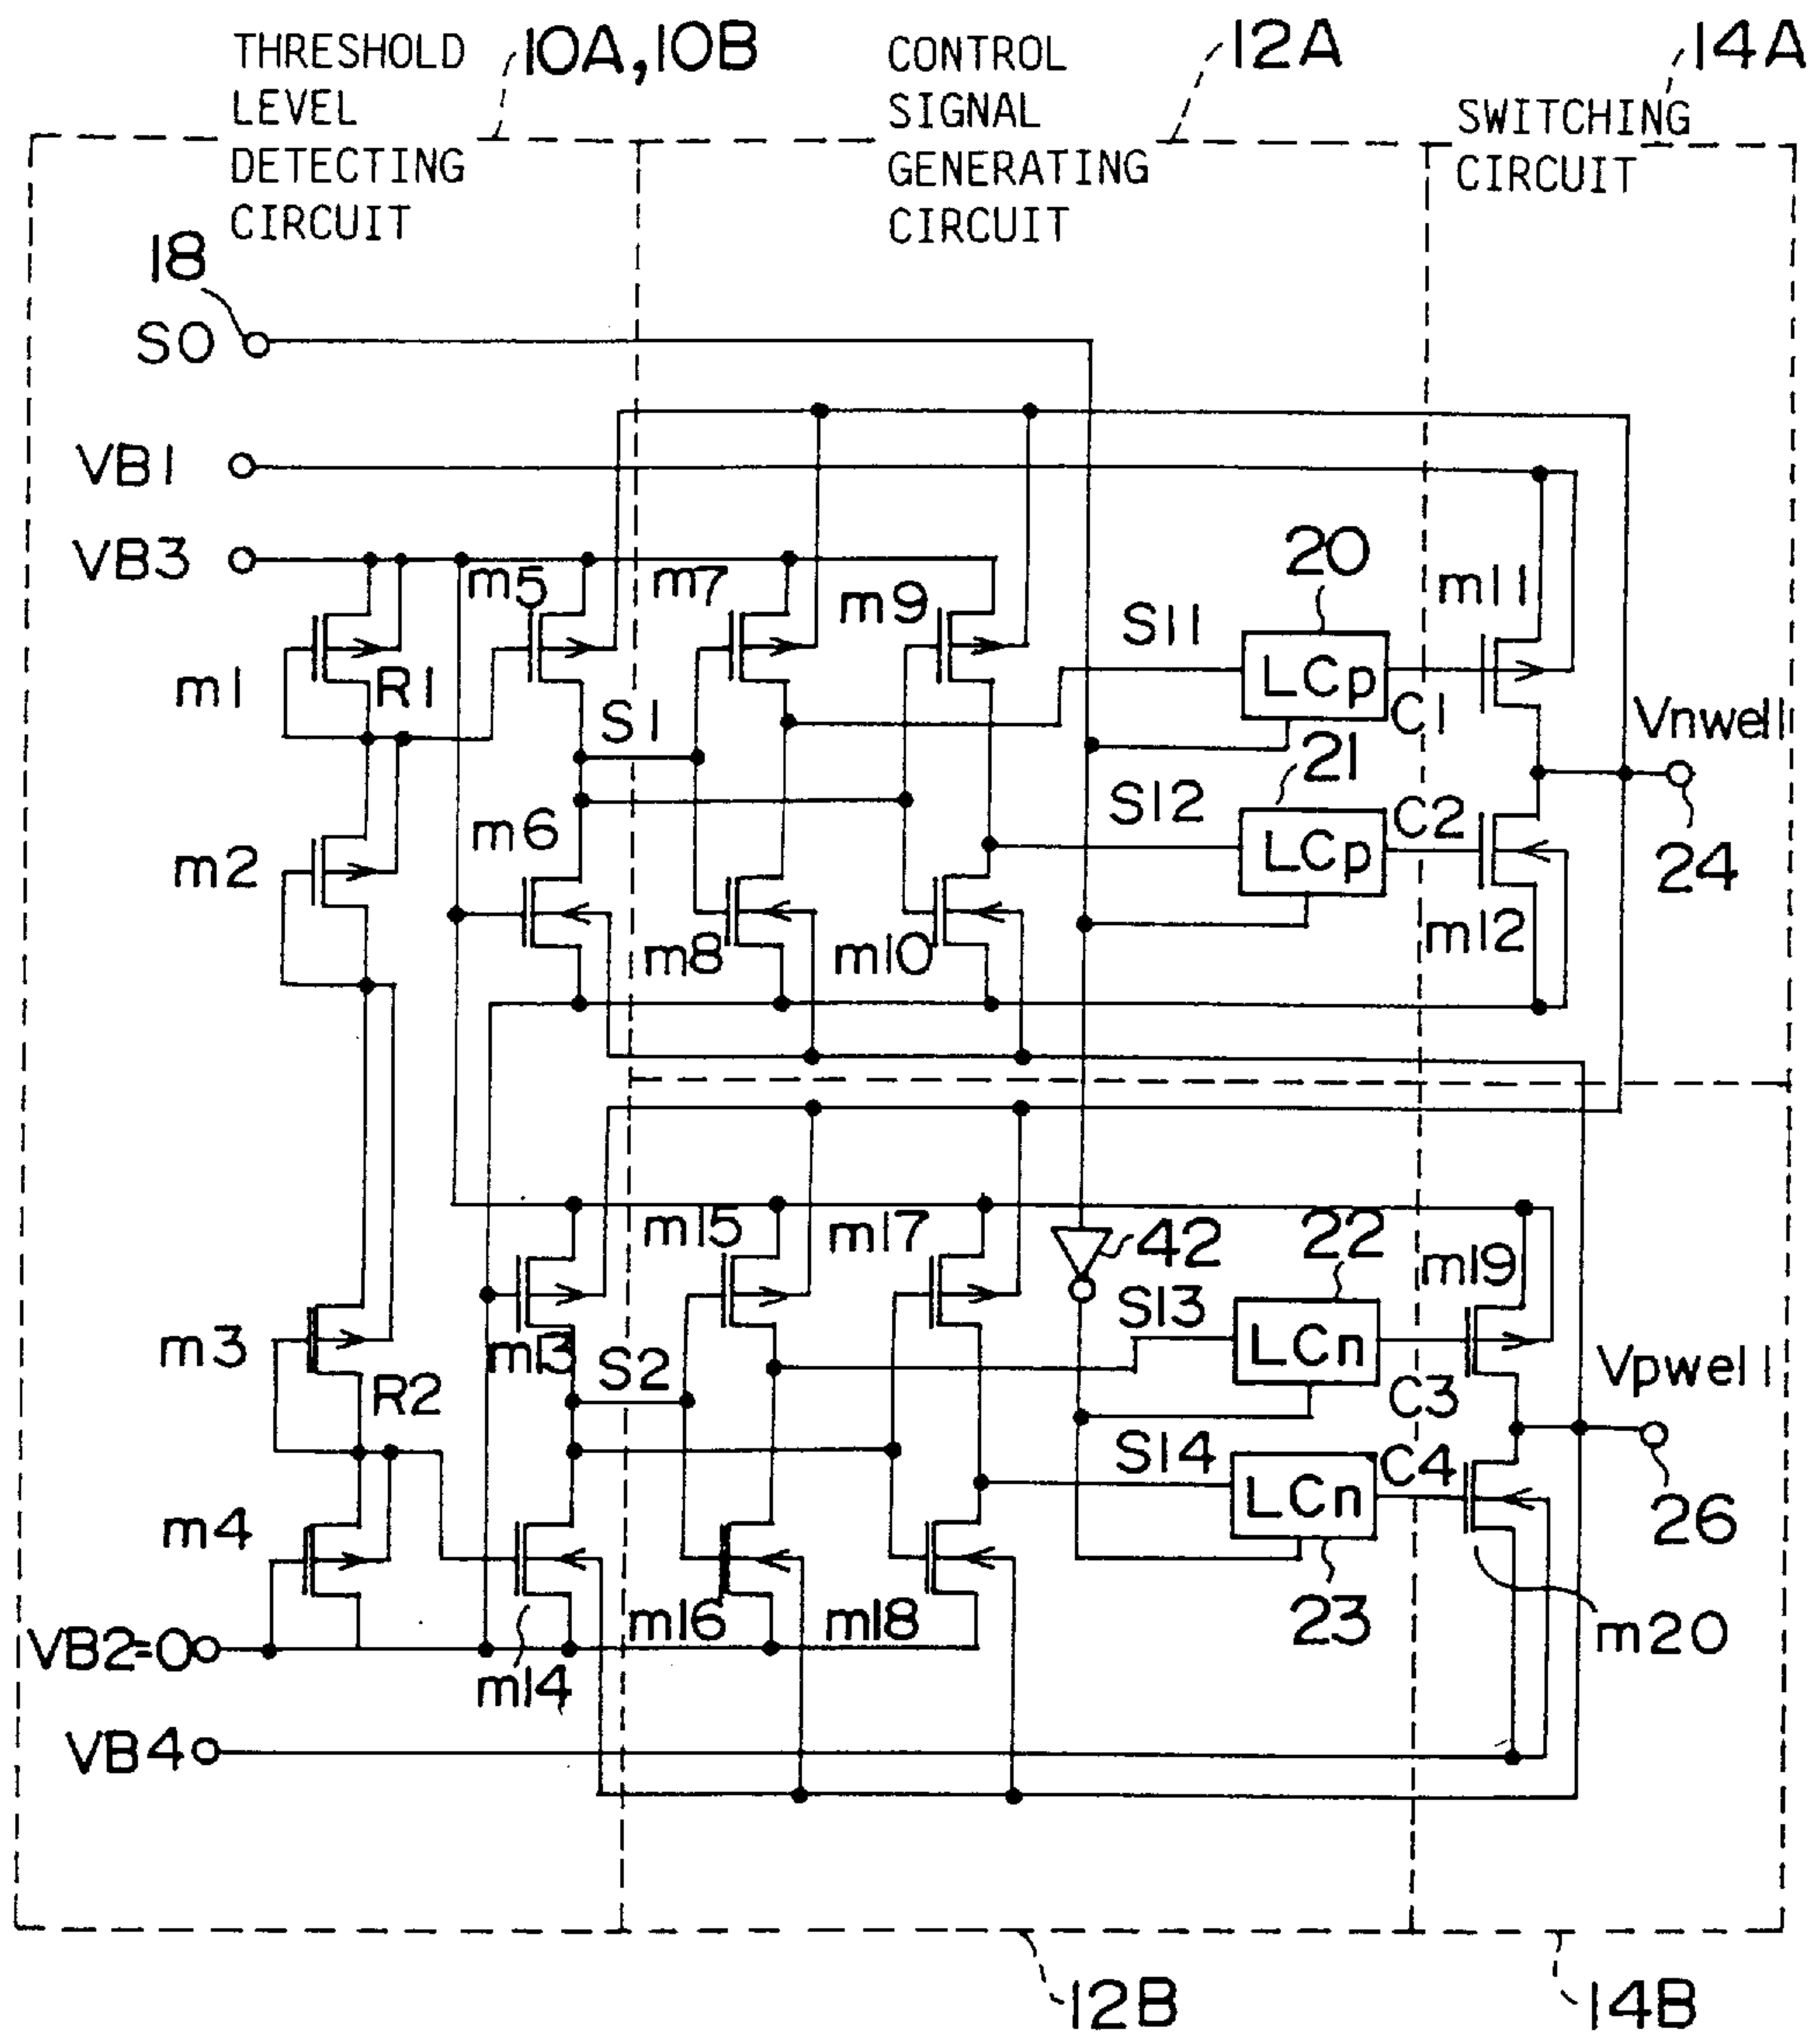 THRESHOLD
LEVEL
DETECTING
CIRCUIT
10A, 10B
CONTROL
SIGNAL
GENERATING
CIRCUIT
12A
SWITCHING
CIRCUIT
14A
18
SO
VB1
VB3
m5
m7
m9
20
m11
S11
LCp
C1
m1
R1
S1
Vnwell
21
S12
LCp
C2
24
m2
m6
m8
m10
m12
m15
m17
42
22
m19
S13
LCn
C3
m3
m13
R2
S2
Vpwell
S14
LCn
C4
26
m4
23
m20
m16
m18
VB2=0
m14
VB4
12B
14B